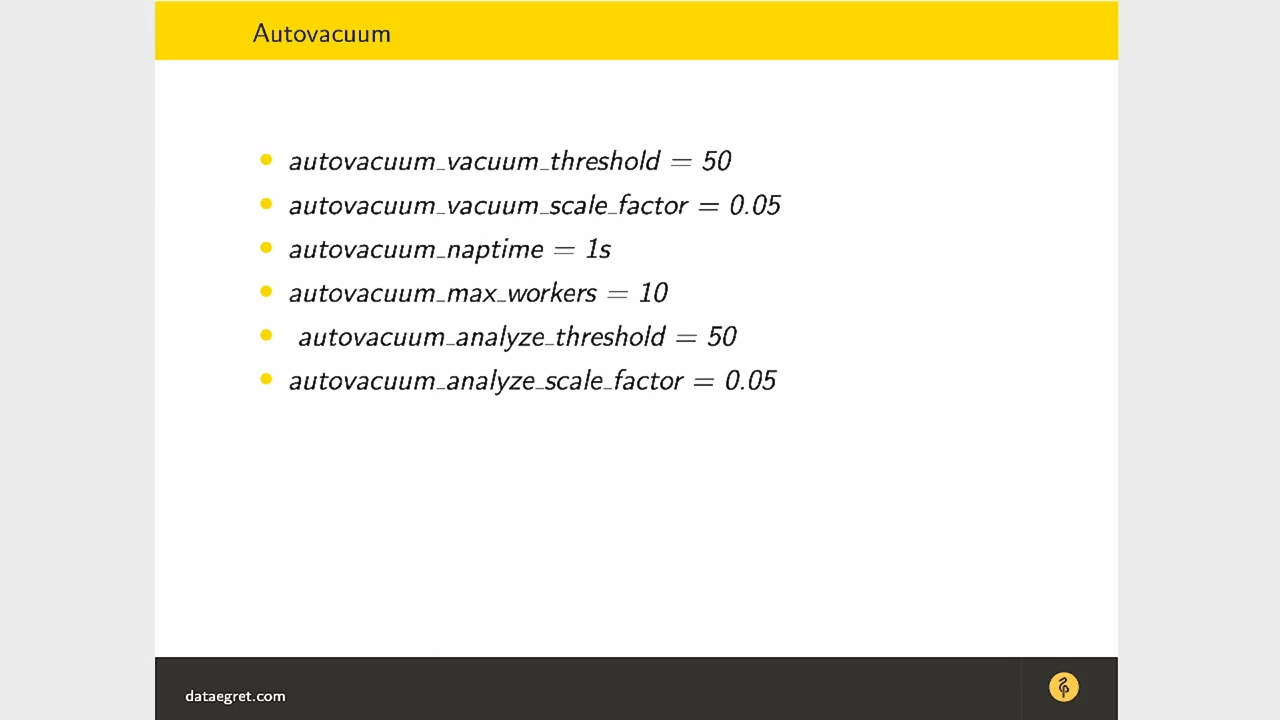 Autovacuum
autovacuum_vacuum_threshold = 50
autovacuum_vacuum_scale_factor = 0.05
autovacuum_naptime = 1s
autovacuum_max_workers = 10
autovacuum_analyze_threshold = 50
autovacuum_analyze_scale_factor = 0.05
dataegret.com